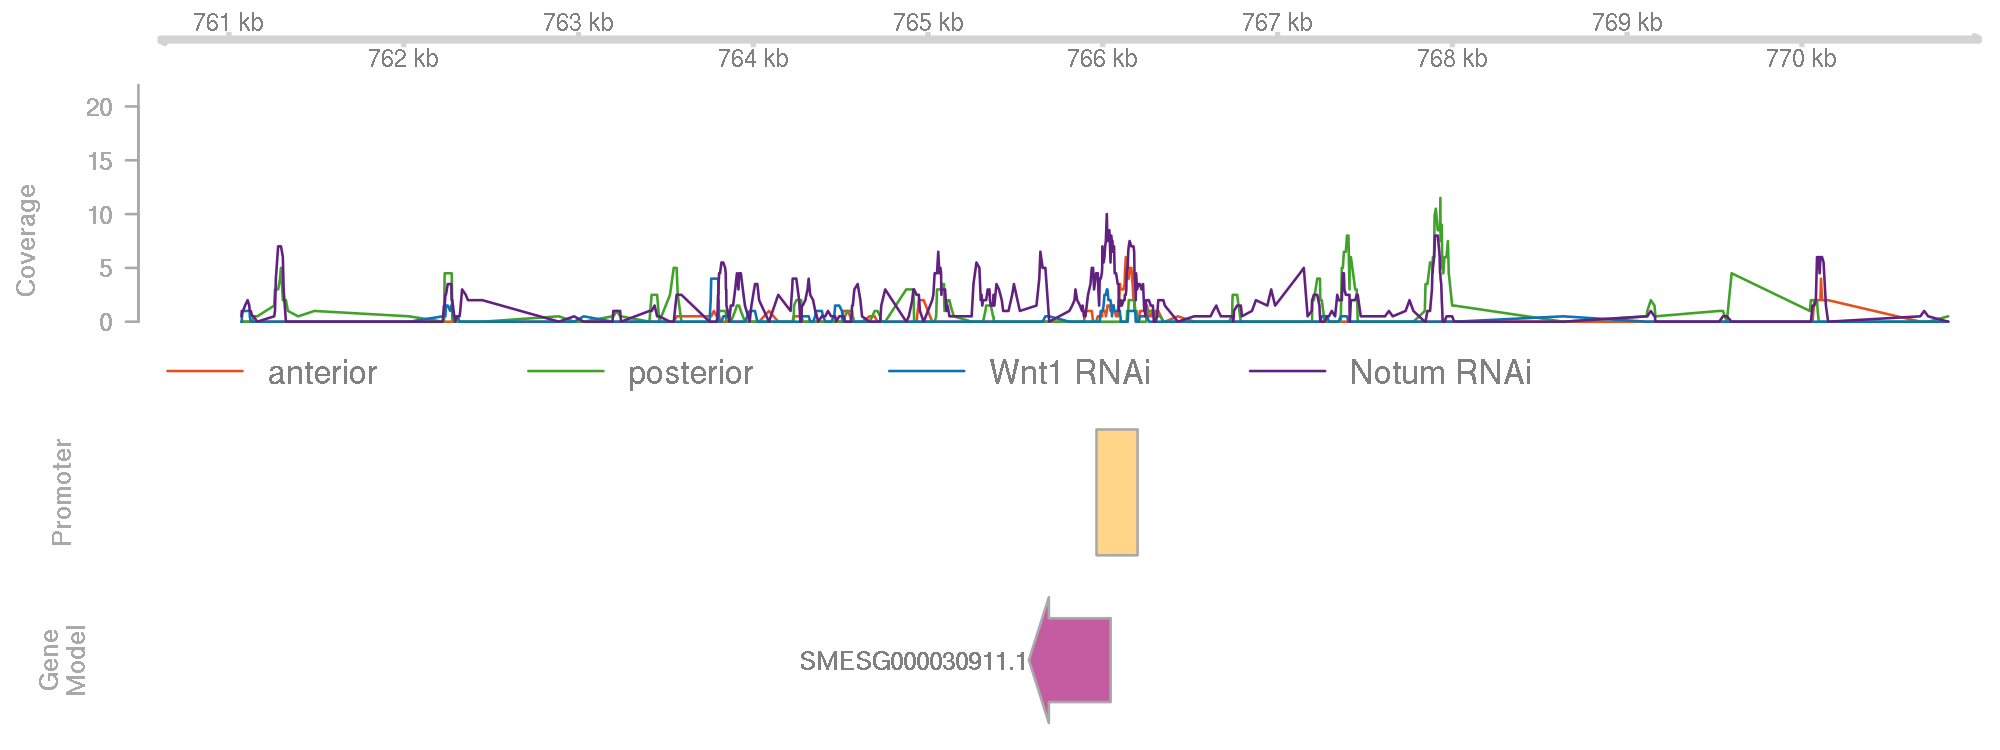 761 kb 763 kb 765 kb 767 kb 769 kb
762 kb 764 kb 766 kb 768 kb 770 kb
Coverage
20
15
10
5
0
anterior posterior Wnt1 RNAi Notum RNAi
Promoter
Gene
Model
SMESG000030911.1